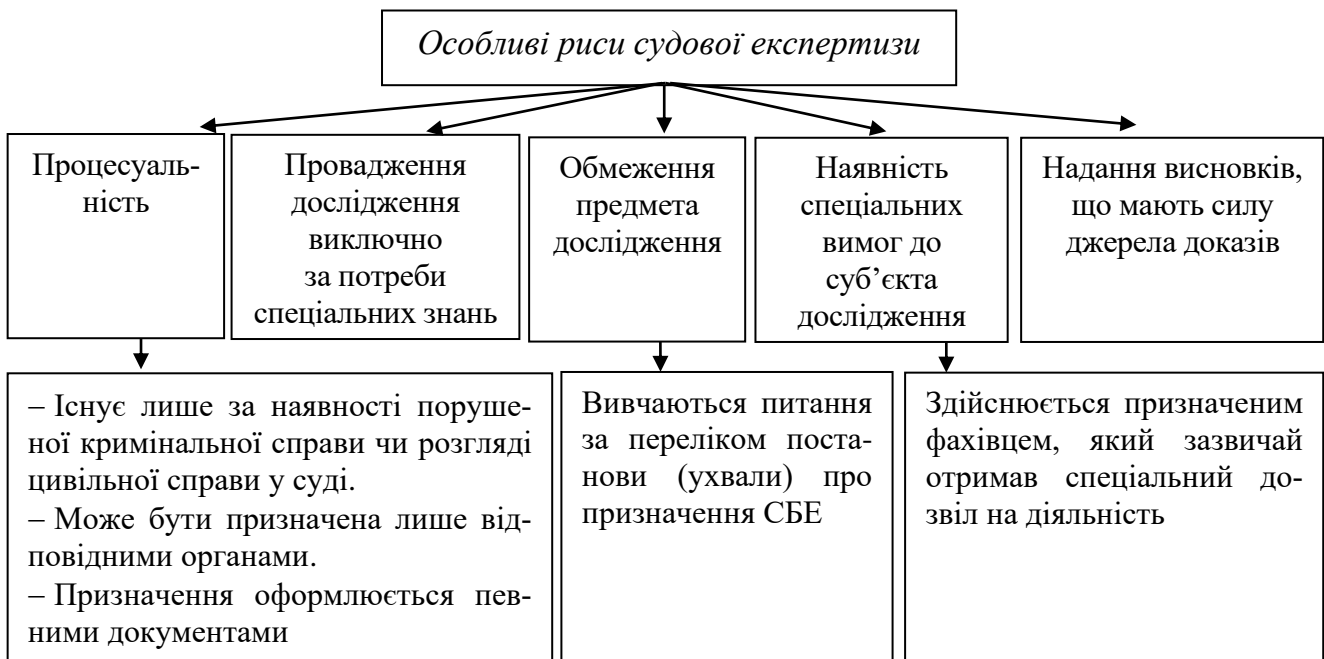 Особливі риси судової експертизи
Процесуаль-
ність
Провадження
дослідження
виключно
за потреби
спеціальних знань
Обмеження
предмета
дослідження
Наявність
спеціальних
вимог до
суб’єкта
дослідження
Надання висновків,
що мають силу
джерела доказів
– Існує лише за наявності поруше-
ної кримінальної справи чи розгляді
цивільної справи у суді.
– Може бути призначена лише від-
повідними органами.
– Призначення оформлюється пев-
ними документами
Вивчаються питання
за переліком поста-
нови (ухвали) про
призначення СБЕ
Здійснюється призначеним
фахівцем, який зазвичай
отримав спеціальний до-
звіл на діяльність